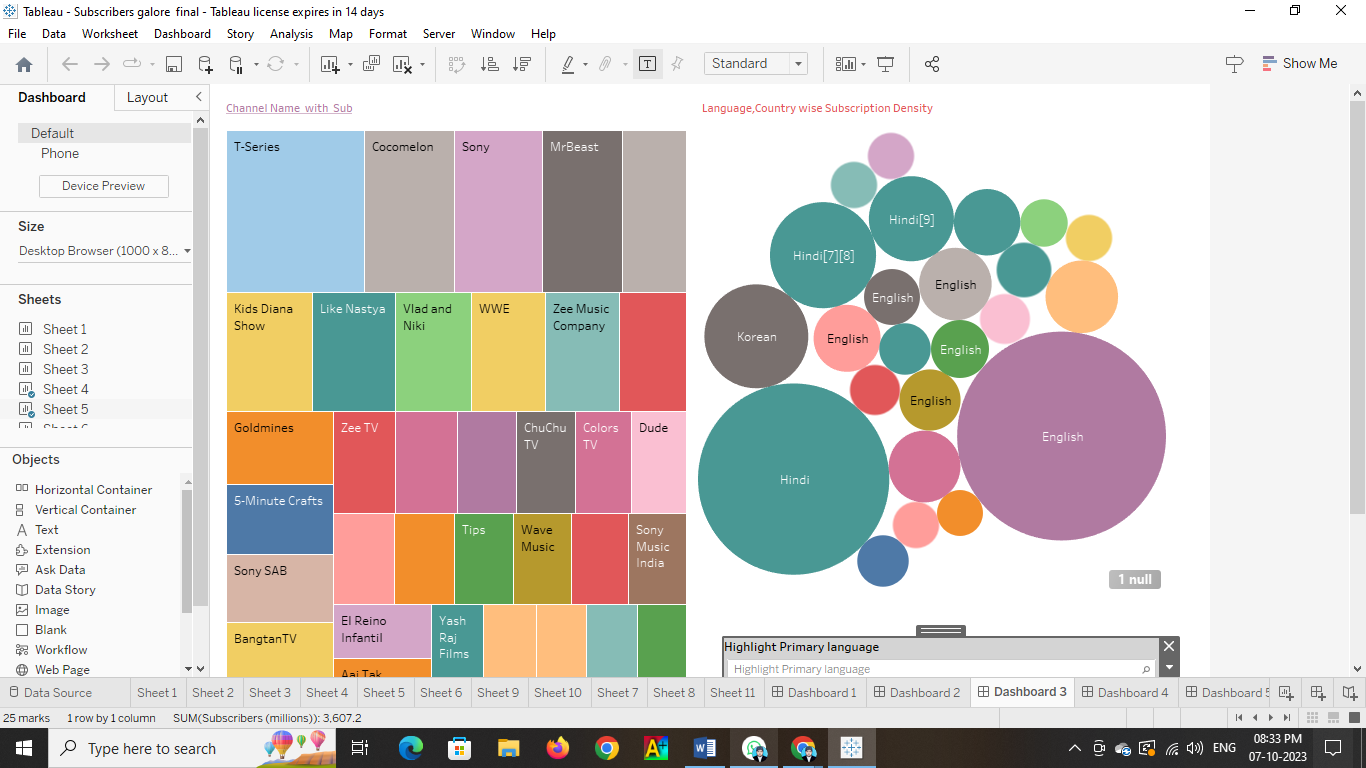 Tableau - Subscribers galore final - Tableau license expires in 14 days
File Data Worksheet Dashboard Story Analysis Map Format Server Window Help
Standard
Show Me
Dashboard
Layout
Default
Phone
Device Preview
Size
Desktop Browser (1000 x 8...
Sheets
Sheet 1
Sheet 2
Sheet 3
Sheet 4
Sheet 5
Objects
Horizontal Container
Vertical Container
Text
Extension
Ask Data
Data Story
Image
Blank
Workflow
Web Page
Channel Name with Sub
T-Series
Cocomelon
Sony
MrBeast
Kids Diana
Show
Like Nastya
Vlad and
Niki
WWE
Zee Music
Company
Goldmines
Zee TV
ChuChu
TV
Colors
TV
Dude
5-Minute Crafts
Tips
Wave
Music
Sony
Music
India
Sony SAB
El Reino
Infantil
Yash
Raj
Films
BangtanTV
Aaj Tak
Language,Country wise Subscription Density
Hindi[9]
Hindi[7][8]
English
English
Korean
English
English
English
English
Hindi
1 null
Highlight Primary language
Highlight Primary language
Data Source Sheet 1 Sheet 2 Sheet 3 Sheet 4 Sheet 5 Sheet 6 Sheet 9 Sheet 10 Sheet 7 Sheet 8 Sheet 11 Dashboard 1 Dashboard 2 Dashboard 3 Dashboard 4 Dashboard 5
25 marks 1 row by 1 column SUM(Subscribers (millions)): 3,607.2
Type here to search
ENG
08:33 PM
07-10-2023